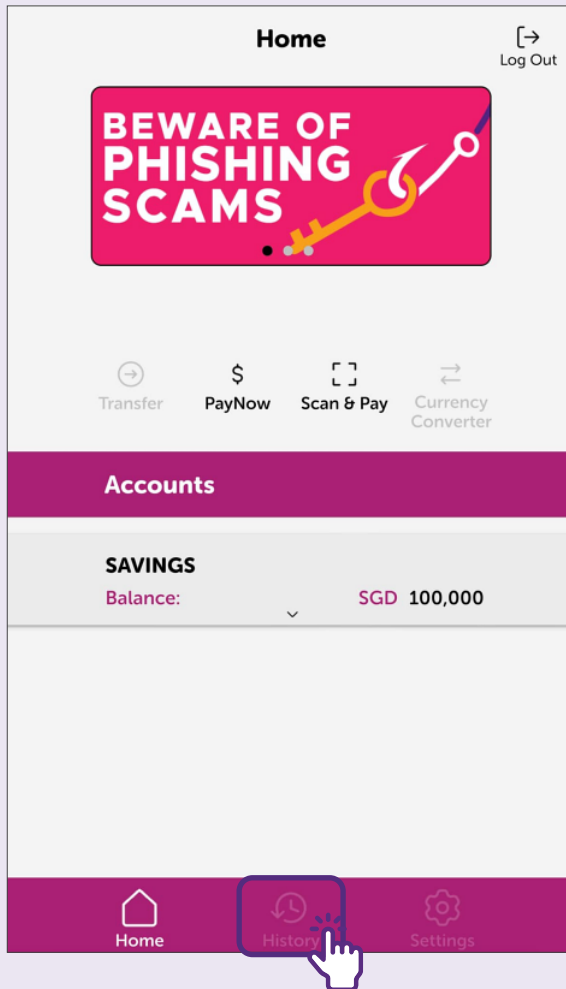 Home
Log Out
BEWARE OF
PHISHING
SCAMS
Transfer
PayNow
Scan & Pay
Currency
Converter
Accounts
SAVINGS
Balance: SGD 100,000
Home
History
Settings